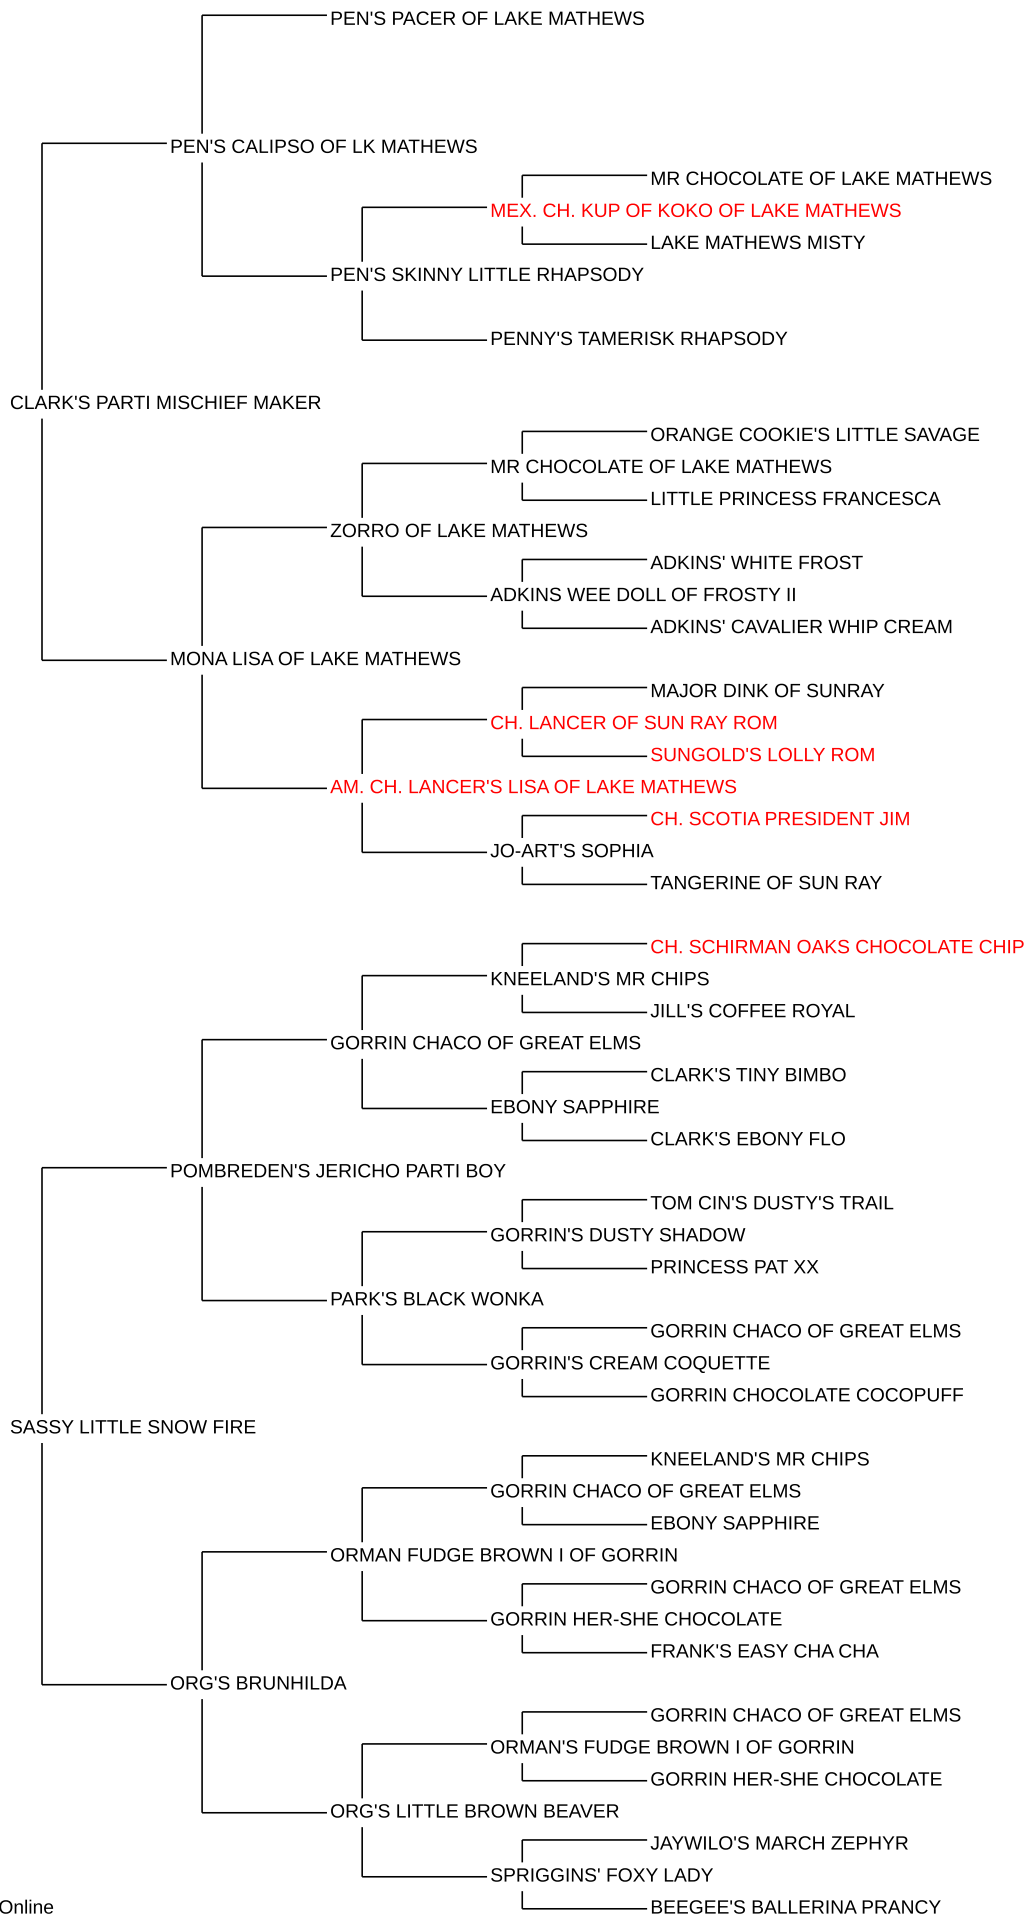 PEN'S PACER OF LAKE MATHEWS
PEN'S CALIPSO OF LK MATHEWS
MR CHOCOLATE OF LAKE MATHEWS
MEX. CH. KUP OF KOKO OF LAKE MATHEWS
LAKE MATHEWS MISTY
PEN'S SKINNY LITTLE RHAPSODY
PENNY'S TAMERISK RHAPSODY
CLARK'S PARTI MISCHIEF MAKER
ORANGE COOKIE'S LITTLE SAVAGE
MR CHOCOLATE OF LAKE MATHEWS
LITTLE PRINCESS FRANCESCA
ZORRO OF LAKE MATHEWS
ADKINS' WHITE FROST
ADKINS WEE DOLL OF FROSTY II
ADKINS' CAVALIER WHIP CREAM
MONA LISA OF LAKE MATHEWS
MAJOR DINK OF SUNRAY
CH. LANCER OF SUN RAY ROM
SUNGOLD'S LOLLY ROM
AM. CH. LANCER'S LISA OF LAKE MATHEWS
CH. SCOTIA PRESIDENT JIM
JO-ART'S SOPHIA
TANGERINE OF SUN RAY
CH. SCHIRMAN OAKS CHOCOLATE CHIP
KNEELAND'S MR CHIPS
JILL'S COFFEE ROYAL
GORRIN CHACO OF GREAT ELMS
CLARK'S TINY BIMBO
EBONY SAPPHIRE
CLARK'S EBONY FLO
POMBREDEN'S JERICHO PARTI BOY
TOM CIN'S DUSTY'S TRAIL
GORRIN'S DUSTY SHADOW
PRINCESS PAT XX
PARK'S BLACK WONKA
GORRIN CHACO OF GREAT ELMS
GORRIN'S CREAM COQUETTE
GORRIN CHOCOLATE COCOPUFF
SASSY LITTLE SNOW FIRE
KNEELAND'S MR CHIPS
GORRIN CHACO OF GREAT ELMS
EBONY SAPPHIRE
ORMAN FUDGE BROWN I OF GORRIN
GORRIN CHACO OF GREAT ELMS
GORRIN HER-SHE CHOCOLATE
FRANK'S EASY CHA CHA
ORG'S BRUNHILDA
GORRIN CHACO OF GREAT ELMS
ORMAN'S FUDGE BROWN I OF GORRIN
GORRIN HER-SHE CHOCOLATE
ORG'S LITTLE BROWN BEAVER
JAYWILO'S MARCH ZEPHYR
SPRIGGINS' FOXY LADY
BEEGEE'S BALLERINA PRANCY
Online